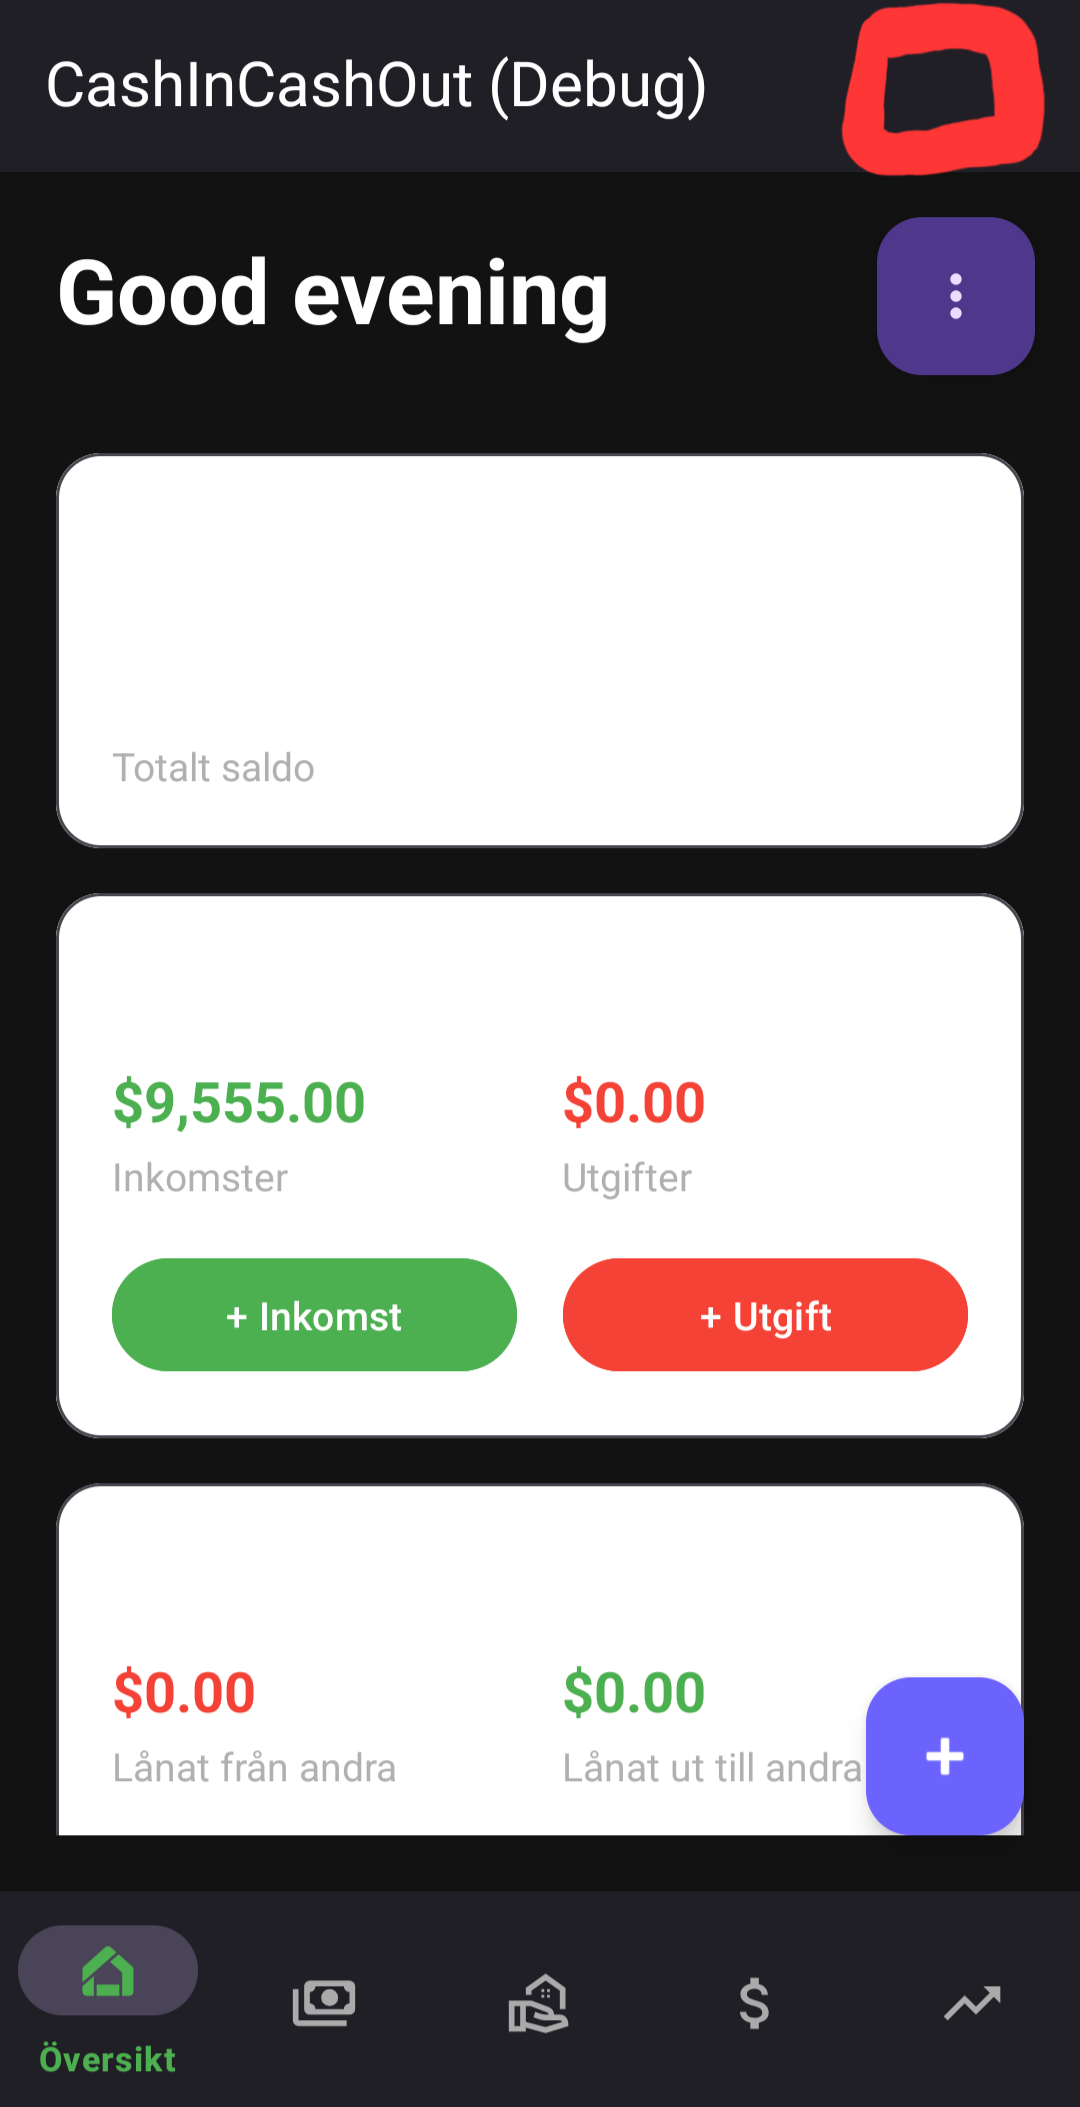 CashInCashOut (Debug)
Good evening
Totalt saldo
$9,555.00 $0.00
Inkomster Utgifter
+ Inkomst + Utgift
$0.00 $0.00
Lånat från andra Lånat ut till andra
+
Översikt